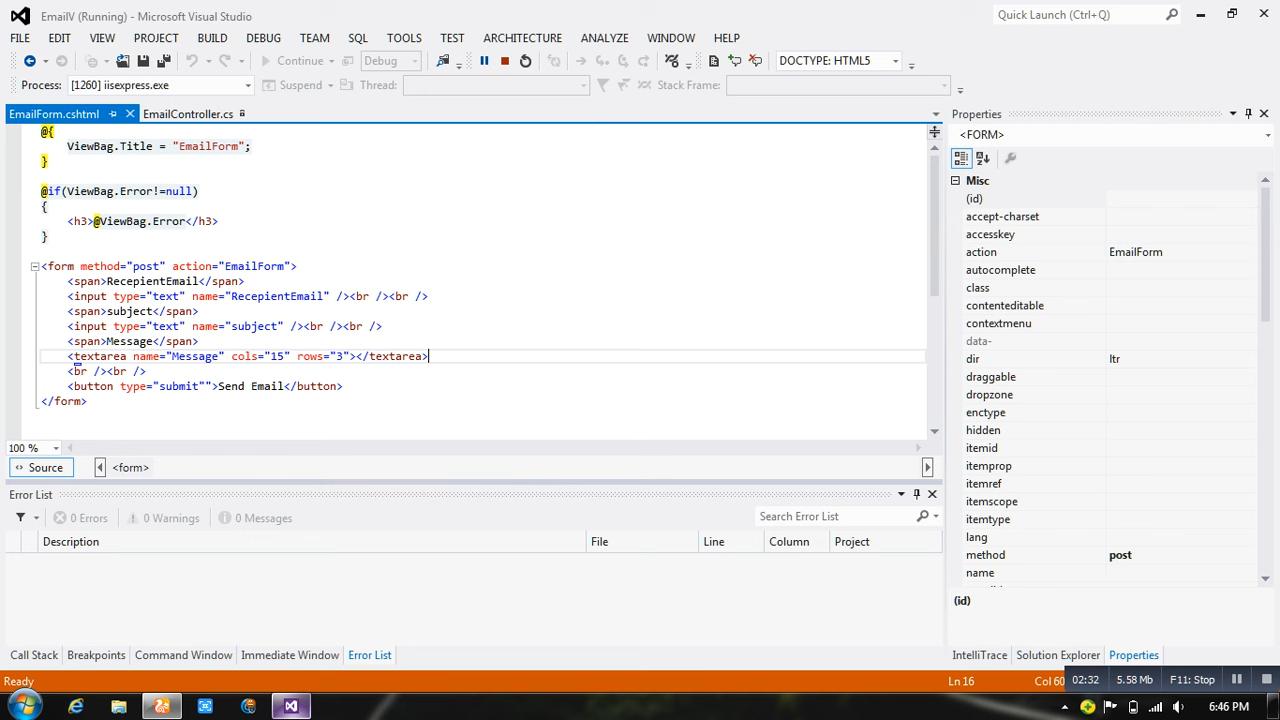 EmailV (Running) - Microsoft Visual Studio
Quick Launch (Ctrl+Q)
FILE EDIT VIEW PROJECT BUILD DEBUG TEAM SQL TOOLS TEST ARCHITECTURE ANALYZE WINDOW HELP
Continue Debug DOCTYPE: HTML5
Process: [1260] iisexpress.exe Suspend Thread: Stack Frame:
EmailForm.cshtml EmailController.cs
@{
ViewBag.Title = "EmailForm";
}
@if(ViewBag.Error!=null)
{
<h3>@ViewBag.Error</h3>
}
<form method="post" action="EmailForm">
<span>RecepientEmail</span>
<input type="text" name="RecepientEmail" /><br /><br />
<span>subject</span>
<input type="text" name="subject" /><br /><br />
<span>Message</span>
<textarea name="Message" cols="15" rows="3"></textarea>
<br /><br />
<button type="submit"">Send Email</button>
</form>
100 %
Source <form>
Error List
0 Errors 0 Warnings 0 Messages Search Error List
Description File Line Column Project
Call Stack Breakpoints Command Window Immediate Window Error List
Properties
<FORM>
Misc
(id)
accept-charset
accesskey
action EmailForm
autocomplete
class
contenteditable
contextmenu
data-
dir ltr
draggable
dropzone
enctype
hidden
itemid
itemprop
itemref
itemscope
itemtype
lang
method post
name
(id)
IntelliTrace Solution Explorer Properties
Ready Ln 16 Col 60 02:32 5.58 Mb F11: Stop
6:46 PM